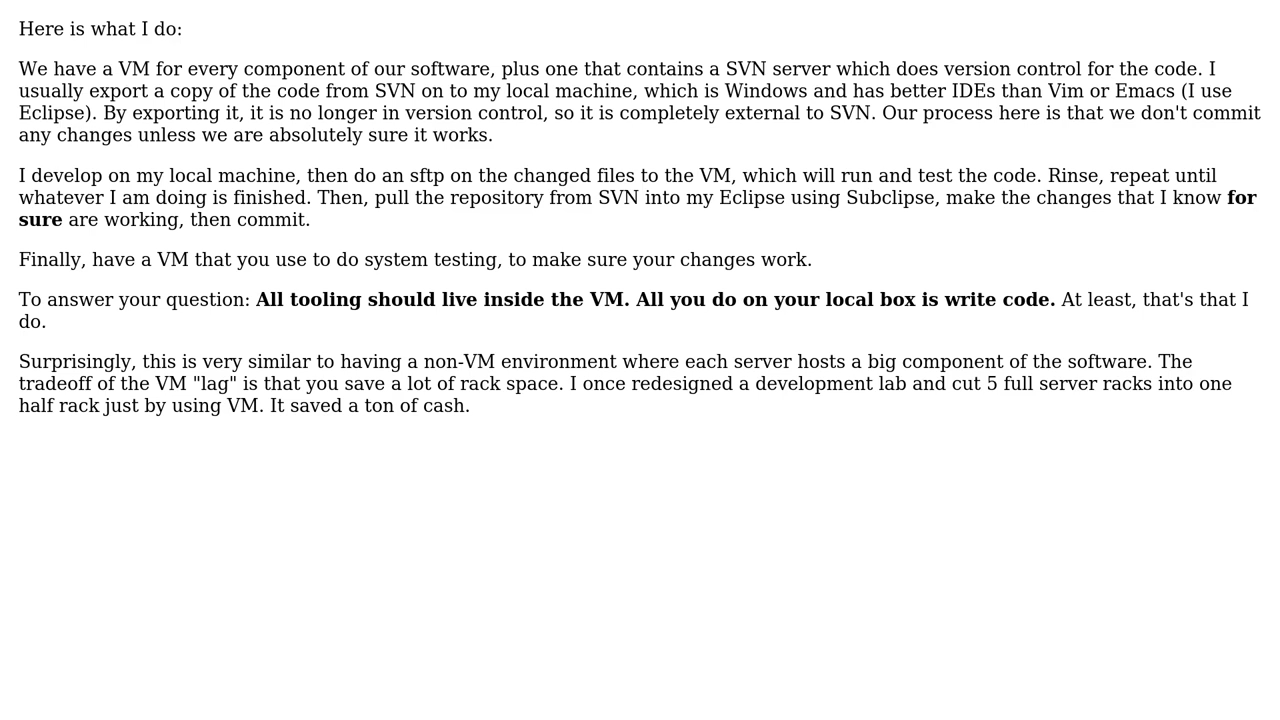 Here is what I do:
We have a VM for every component of our software, plus one that contains a SVN server which does version control for the code. I
usually export a copy of the code from SVN on to my local machine, which is Windows and has better IDEs than Vim or Emacs (I use
Eclipse). By exporting it, it is no longer in version control, so it is completely external to SVN. Our process here is that we don't commit
any changes unless we are absolutely sure it works.
I develop on my local machine, then do an sftp on the changed files to the VM, which will run and test the code. Rinse, repeat until
whatever I am doing is finished. Then, pull the repository from SVN into my Eclipse using Subclipse, make the changes that I know for
sure are working, then commit.
Finally, have a VM that you use to do system testing, to make sure your changes work.
To answer your question: All tooling should live inside the VM. All you do on your local box is write code. At least, that's that I
do.
Surprisingly, this is very similar to having a non-VM environment where each server hosts a big component of the software. The
tradeoff of the VM "lag" is that you save a lot of rack space. I once redesigned a development lab and cut 5 full server racks into one
half rack just by using VM. It saved a ton of cash.